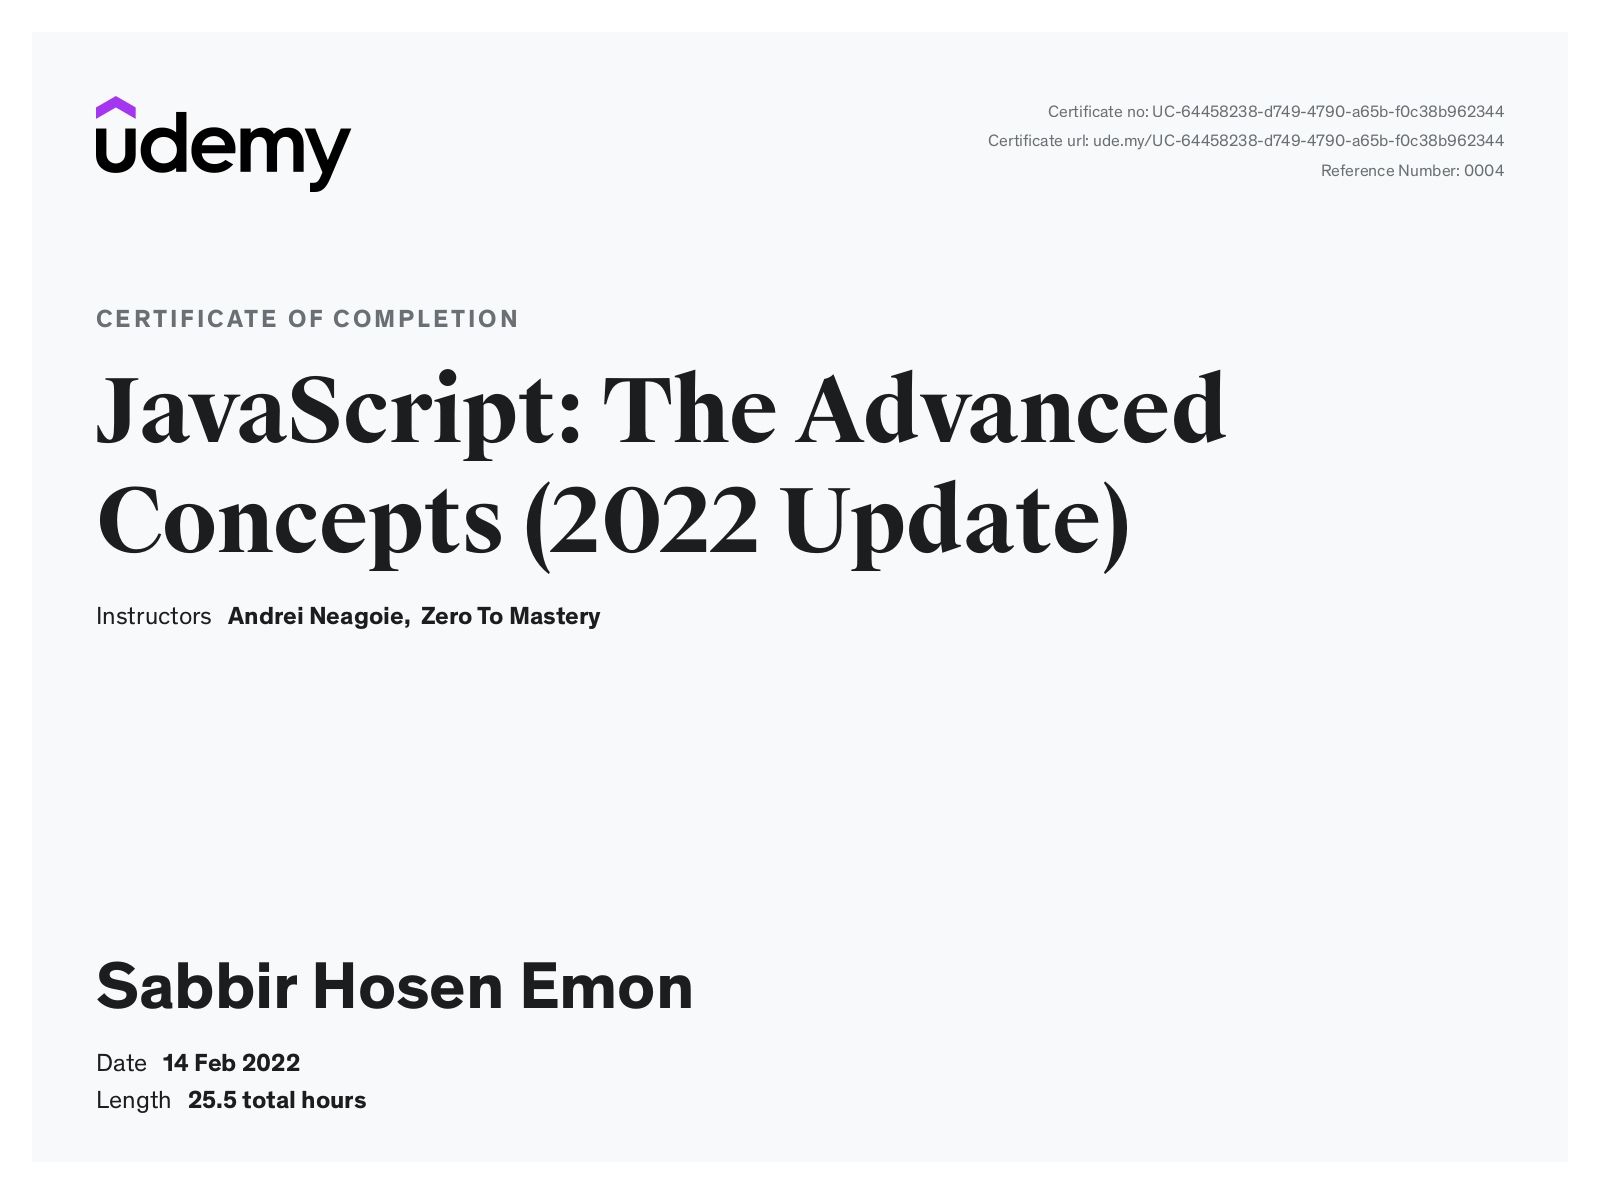 udemy
Certificate no: UC-64458238-d749-4790-a65b-f0c38b962344
Certificate url: ude.my/UC-64458238-d749-4790-a65b-f0c38b962344
Reference Number: 0004
CERTIFICATE OF COMPLETION
JavaScript: The Advanced
Concepts (2022 Update)
Instructors Andrei Neagoie, Zero To Mastery
Sabbir Hosen Emon
Date 14 Feb 2022
Length 25.5 total hours